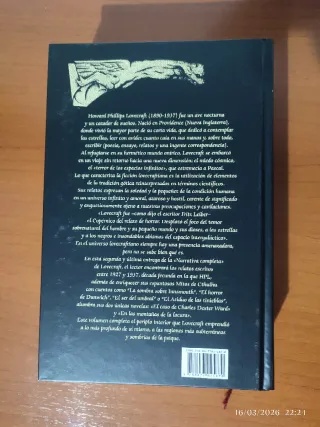 Howard Phillips Lovecraft (1890-1937) fue un ave nocturna
y un cazador de sueños. Nació en Providence (Nueva Inglaterra),
donde vivió la mayor parte de su corta vida, que dedicó a contemplar
las estrellas, leer con avidez cuanto caía en sus manos y, sobre todo,
escribir (poesía, ensayo, relatos y una ingente correspondencia).
Al refugiarse en su hermético mundo onírico, Lovecraft se embarcó
en un viaje sin retorno hacia una nueva dimensión: el miedo cósmico,
el «terror de los espacios infinitos», que estremecía a Pascal.
Lo que caracteriza la ficción lovecraftiana es la utilización de elementos
de la tradición gótica reinterpretados en términos científicos.
Sus relatos expresan la soledad y la pequeñez de la condición humana
en un universo infinito y amoral, azaroso y hostil, carente de significado
y exquisitamente ajeno a nuestras preocupaciones y cavilaciones.
«Lovecraft fue –como dijo el escritor Fritz Leiber–
el Copérnico del relato de horror. Desplazó el foco del temor
sobrenatural del hombre y su pequeño mundo y sus dioses, a las estrellas
y a los negros e insondables abismos del espacio intergaláctico».
En el universo lovecraftiano siempre hay una presencia amenazadora,
pero no se sabe bien qué es.
En esta segunda y última entrega de la «Narrativa completa»
de Lovecraft, el lector encontrará los relatos escritos
entre 1927 y 1937, década fecunda en la que HPL,
además de enriquecer sus espantosos Mitos de Cthulhu
con cuentos como "La sombra sobre Innsmouth", "El horror
de Dunwich", "El ser del umbral" o "El Asiduo de las tinieblas",
alumbra sus dos únicas novelas: «El caso de Charles Dexter Ward»
y «En las montañas de la locura».
Este volumen completa el periplo interior que Lovecraft emprendió
a lo más profundo de sí mismo, a las regiones más subterráneas
y sombrías de la psique.
16/03/2026 22:21